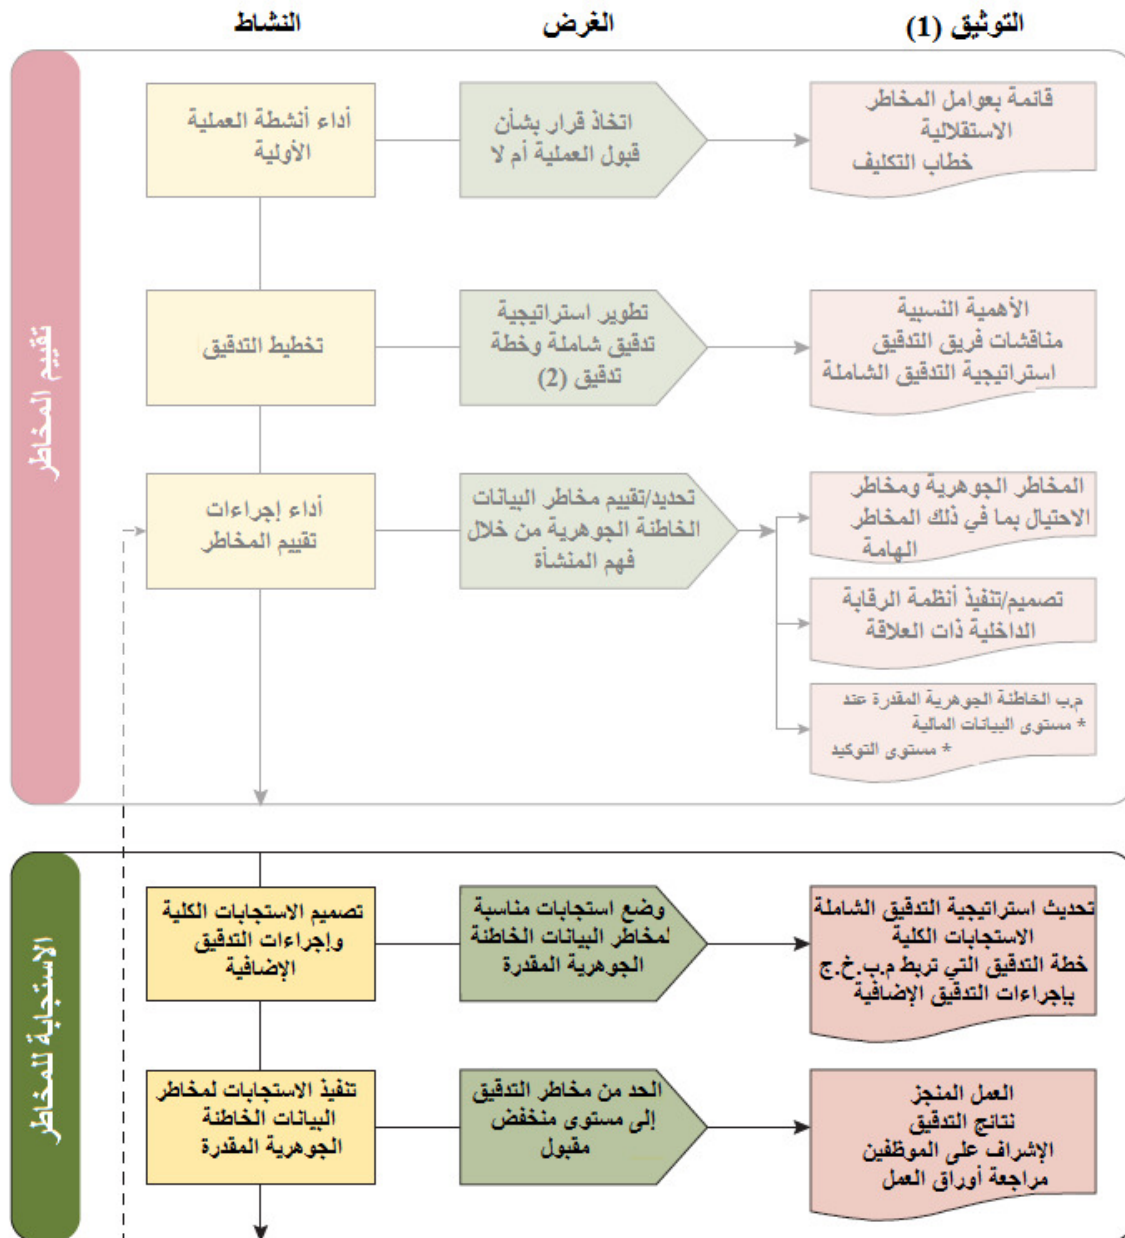 النشاط
الغرض
التوثيق (1)
تقييم المخاطر
أداء أنشطة العملية
الأولية
اتخاذ قرار بشأن
قبول العملية أم لا
قائمة بعوامل المخاطر
الاستقلالية
خطاب التكليف
تخطيط التدقيق
تطوير استراتيجية
تدقيق شاملة وخطة
تدقيق (2)
الأهمية النسبية
مناقشات فريق التدقيق
استراتيجية التدقيق الشاملة
أداء إجراءات
تقييم المخاطر
تحديد/تقييم مخاطر البيانات
الخاطئة الجوهرية من خلال
فهم المنشأة
المخاطر الجوهرية ومخاطر
الاحتيال بما في ذلك المخاطر
الهامة
تصميم/تنفيذ أنظمة الرقابة
الداخلية ذات العلاقة
م.ب الخاطئة الجوهرية المقدرة عند
* مستوى البيانات المالية
* مستوى التوكيد
الاستجابة للمخاطر
تصميم الاستجابات الكلية
وإجراءات التدقيق
الإضافية
وضع استجابات مناسبة
لمخاطر البيانات الخاطئة
الجوهرية المقدرة
تحديث استراتيجية التدقيق الشاملة
الاستجابات الكلية
خطة التدقيق التي تربط م.ب.خ.ج
بإجراءات التدقيق الإضافية
تنفيذ الاستجابات لمخاطر
البيانات الخاطئة
الجوهرية المقدرة
الحد من مخاطر التدقيق
إلى مستوى منخفض
مقبول
العمل المنجز
نتائج التدقيق
الإشراف على الموظفين
مراجعة أوراق العمل